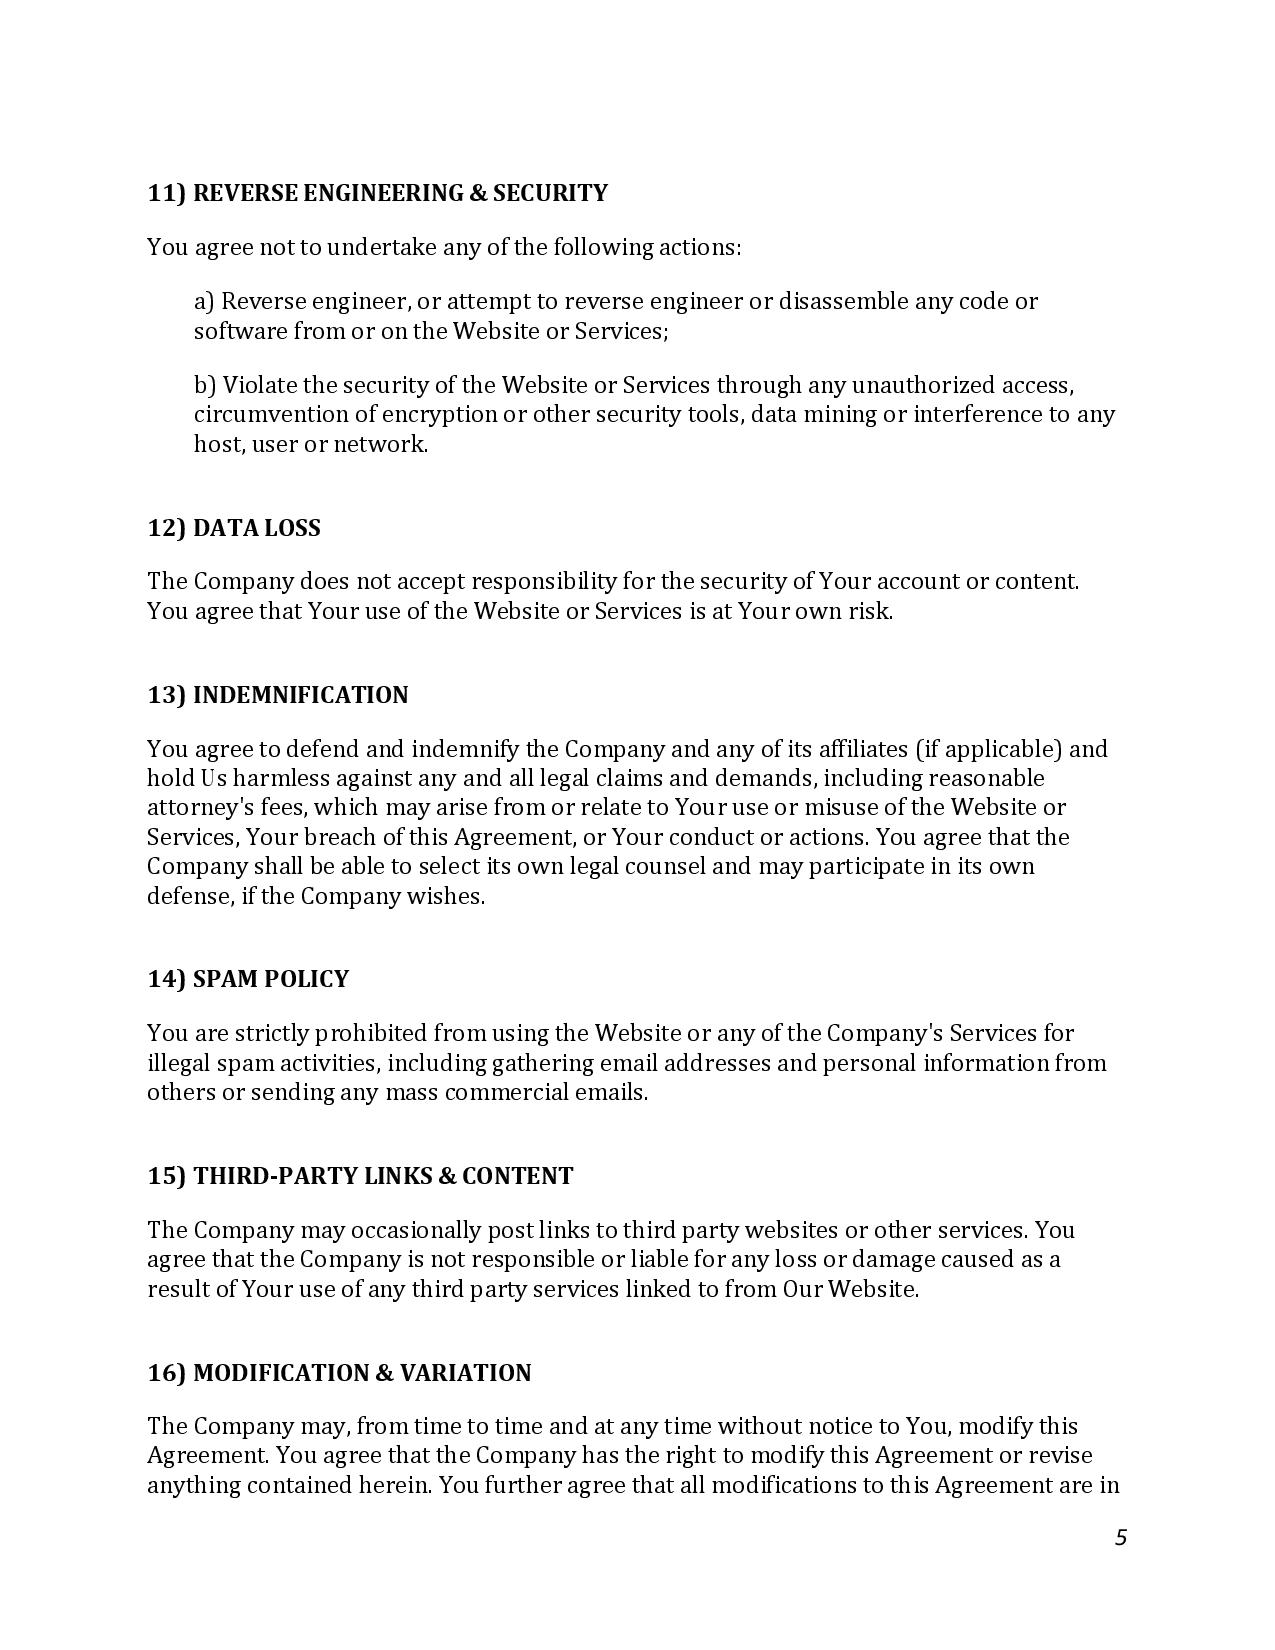 11) REVERSE ENGINEERING & SECURITY
You agree not to undertake any of the following actions:
a) Reverse engineer, or attempt to reverse engineer or disassemble any code or
software from or on the Website or Services;
b) Violate the security of the Website or Services through any unauthorized access,
circumvention of encryption or other security tools, data mining or interference to any
host, user or network.
12) DATA LOSS
The Company does not accept responsibility for the security of Your account or content.
You agree that Your use of the Website or Services is at Your own risk.
13) INDEMNIFICATION
You agree to defend and indemnify the Company and any of its affiliates (if applicable) and
hold Us harmless against any and all legal claims and demands, including reasonable
attorney's fees, which may arise from or relate to Your use or misuse of the Website or
Services, Your breach of this Agreement, or Your conduct or actions. You agree that the
Company shall be able to select its own legal counsel and may participate in its own
defense, if the Company wishes.
14) SPAM POLICY
You are strictly prohibited from using the Website or any of the Company's Services for
illegal spam activities, including gathering email addresses and personal information from
others or sending any mass commercial emails.
15) THIRD-PARTY LINKS & CONTENT
The Company may occasionally post links to third party websites or other services. You
agree that the Company is not responsible or liable for any loss or damage caused as a
result of Your use of any third party services linked to from Our Website.
16) MODIFICATION & VARIATION
The Company may, from time to time and at any time without notice to You, modify this
Agreement. You agree that the Company has the right to modify this Agreement or revise
anything contained herein. You further agree that all modifications to this Agreement are in
5